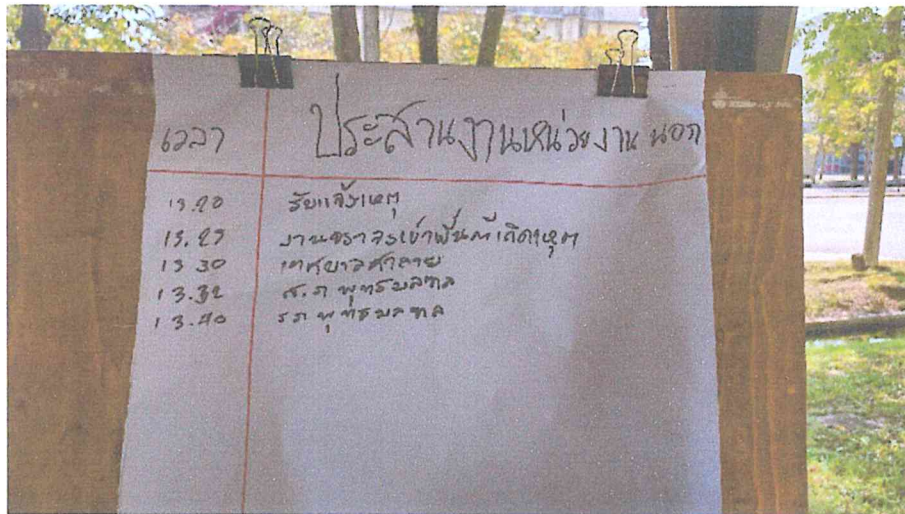 เวลา ประสานงานหน่วยงานนอก
13.20 รับแจ้งเหตุ
13.25 งานจราจรเข้าพื้นที่เกิดเหตุ
13 30 เทศบาลศาลายา
13.32 ส.ภ พุทธมลฑล
13.40 รภ พุทธมลฑล